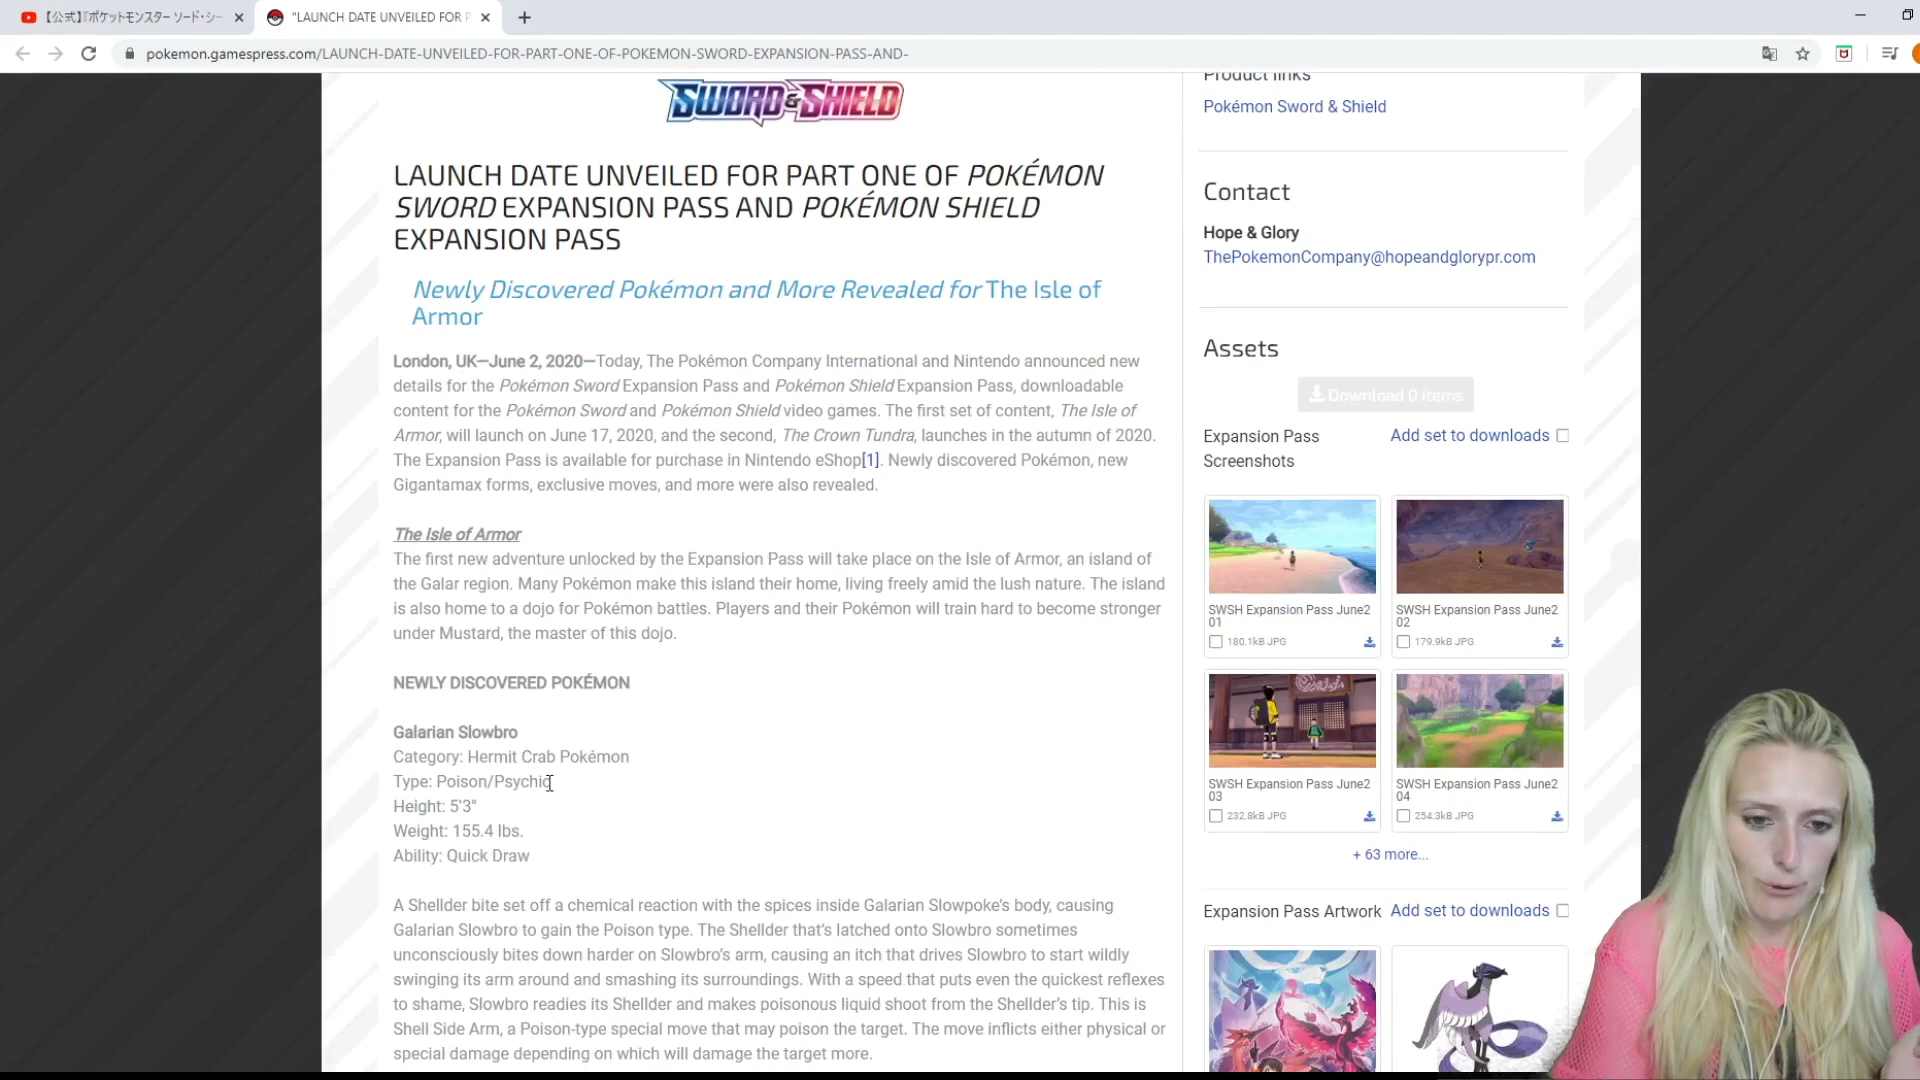 【公式】『ポケットモンスター ソード・シー
"LAUNCH DATE UNVEILED FOR P
pokemon.gamespress.com/LAUNCH-DATE-UNVEILED-FOR-PART-ONE-OF-POKEMON-SWORD-EXPANSION-PASS-AND-
SWORD & SHIELD
LAUNCH DATE UNVEILED FOR PART ONE OF POKÉMON
SWORD EXPANSION PASS AND POKÉMON SHIELD
EXPANSION PASS
Newly Discovered Pokémon and More Revealed for The Isle of
Armor
London, UK—June 2, 2020—Today, The Pokémon Company International and Nintendo announced new
details for the Pokémon Sword Expansion Pass and Pokémon Shield Expansion Pass, downloadable
content for the Pokémon Sword and Pokémon Shield video games. The first set of content, The Isle of
Armor, will launch on June 17, 2020, and the second, The Crown Tundra, launches in the autumn of 2020.
The Expansion Pass is available for purchase in Nintendo eShop[1]. Newly discovered Pokémon, new
Gigantamax forms, exclusive moves, and more were also revealed.
The Isle of Armor
The first new adventure unlocked by the Expansion Pass will take place on the Isle of Armor, an island of
the Galar region. Many Pokémon make this island their home, living freely amid the lush nature. The island
is also home to a dojo for Pokémon battles. Players and their Pokémon will train hard to become stronger
under Mustard, the master of this dojo.
NEWLY DISCOVERED POKÉMON
Galarian Slowbro
Category: Hermit Crab Pokémon
Type: Poison/Psychic
Height: 5'3"
Weight: 155.4 lbs.
Ability: Quick Draw
A Shellder bite set off a chemical reaction with the spices inside Galarian Slowpoke's body, causing
Galarian Slowbro to gain the Poison type. The Shellder that's latched onto Slowbro sometimes
unconsciously bites down harder on Slowbro's arm, causing an itch that drives Slowbro to start wildly
swinging its arm around and smashing its surroundings. With a speed that puts even the quickest reflexes
to shame, Slowbro readies its Shellder and makes poisonous liquid shoot from the Shellder's tip. This is
Shell Side Arm, a Poison-type special move that may poison the target. The move inflicts either physical or
special damage depending on which will damage the target more.
Product links
Pokémon Sword & Shield
Contact
Hope & Glory
ThePokemonCompany@hopeandglorypr.com
Assets
Download 0 items
Expansion Pass
Screenshots
Add set to downloads
SWSH Expansion Pass June2
01
180.1kB JPG
SWSH Expansion Pass June2
02
179.9kB JPG
SWSH Expansion Pass June2
03
232.8kB JPG
SWSH Expansion Pass June2
04
254.3kB JPG
+ 63 more...
Expansion Pass Artwork
Add set to downloads